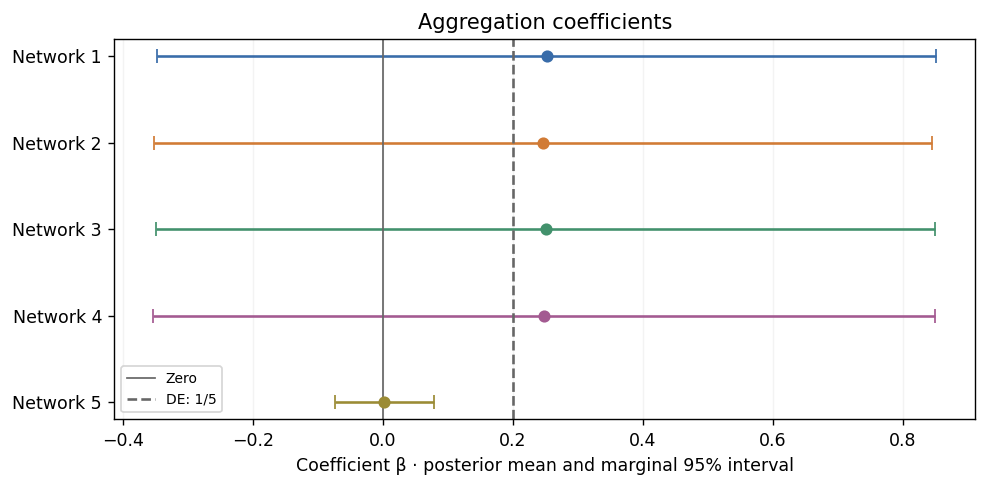 Aggregation coefficients
Network 1
Network 2
Network 3
Network 4
Network 5
Zero
DE: 1/5
−0.4 −0.2 0.0 0.2 0.4 0.6 0.8
Coefficient β · posterior mean and marginal 95% interval